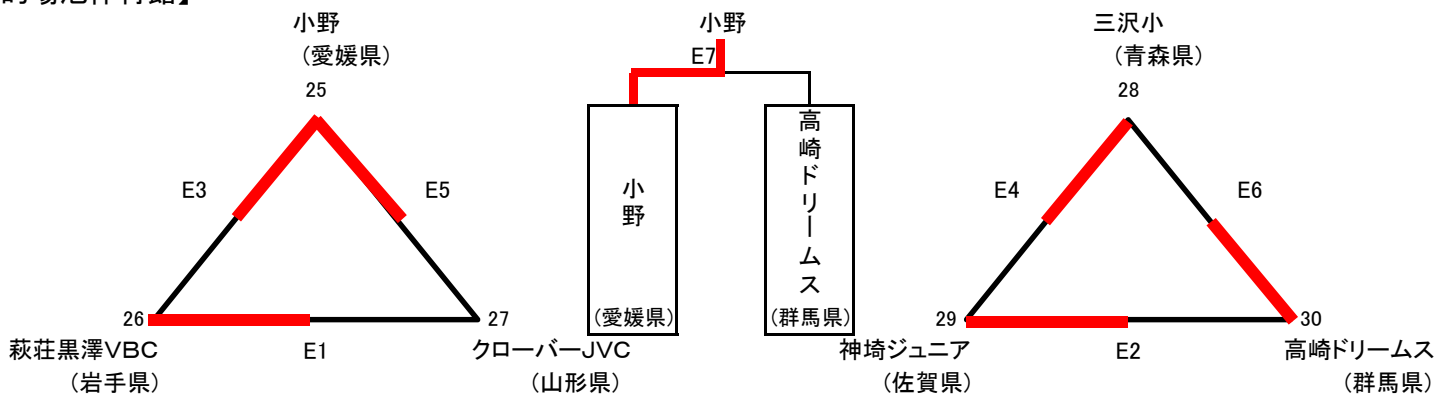 小野
(愛媛県)
25
E3
E5
26
27
萩荘黒澤VBC
(岩手県)
E1
クローバーJVC
(山形県)
小野
E7
小野
(愛媛県)
高崎ドリームス
(群馬県)
三沢小
(青森県)
28
E4
E6
29
30
神埼ジュニア
(佐賀県)
E2
高崎ドリームス
(群馬県)